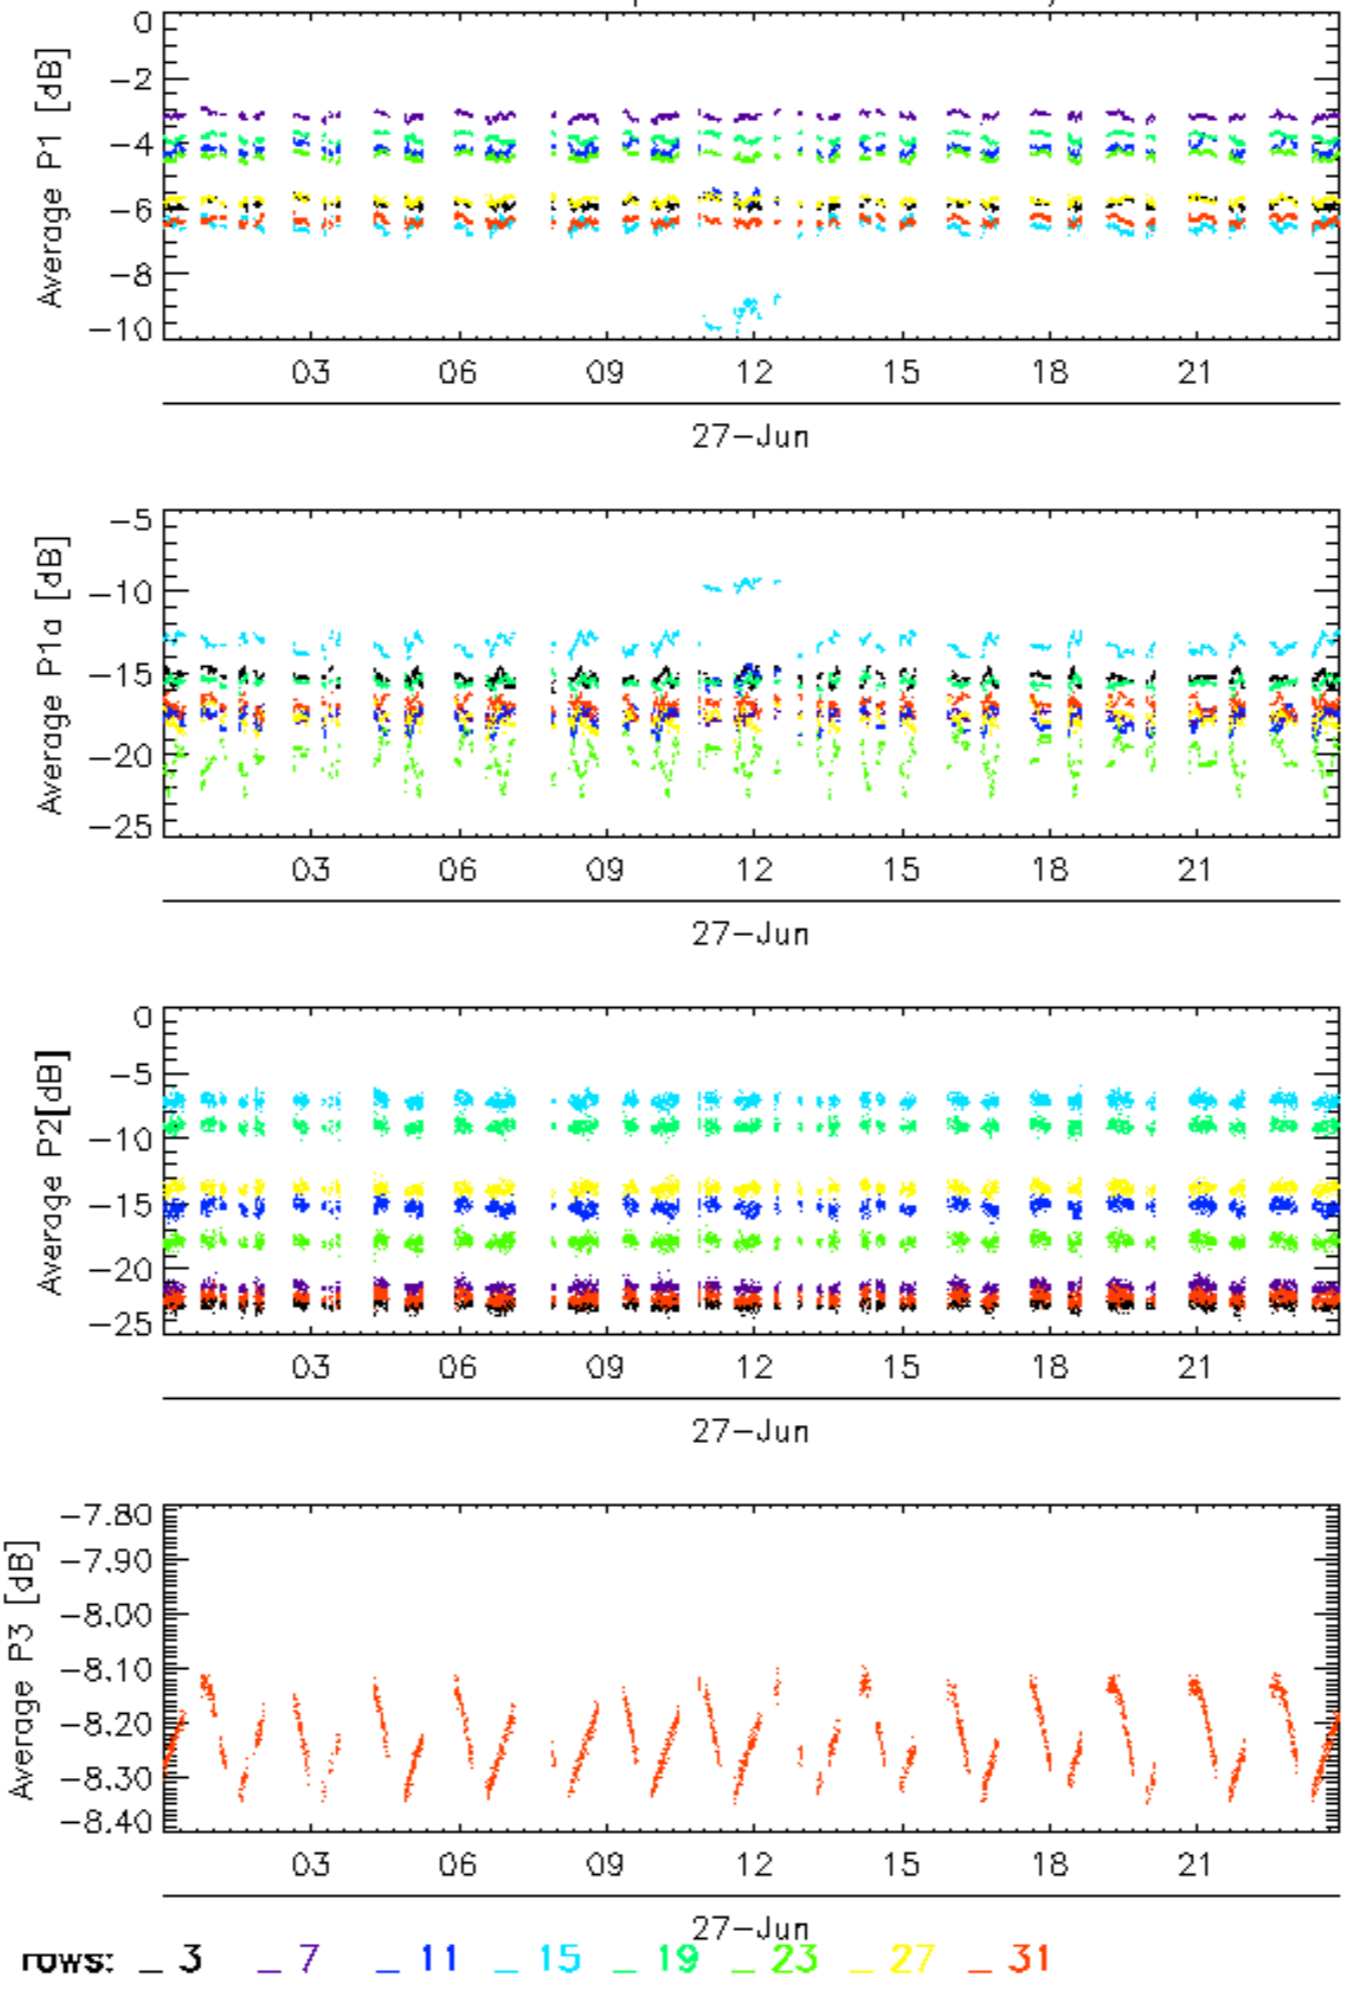 0
-2
-4
-6
-8
-10
Average P1 [dB]
03 06 09 12 15 18 21
27-Jun
-5
-10
-15
-20
-25
Average P1a [dB]
03 06 09 12 15 18 21
27-Jun
0
-5
-10
-15
-20
-25
Average P2[dB]
03 06 09 12 15 18 21
27-Jun
-7.80
-7.90
-8.00
-8.10
-8.20
-8.30
-8.40
Average P3 [dB]
03 06 09 12 15 18 21
27-Jun
rows: _ 3 _ 7 _ 11 _ 15 _ 19 _ 23 _ 27 _ 31